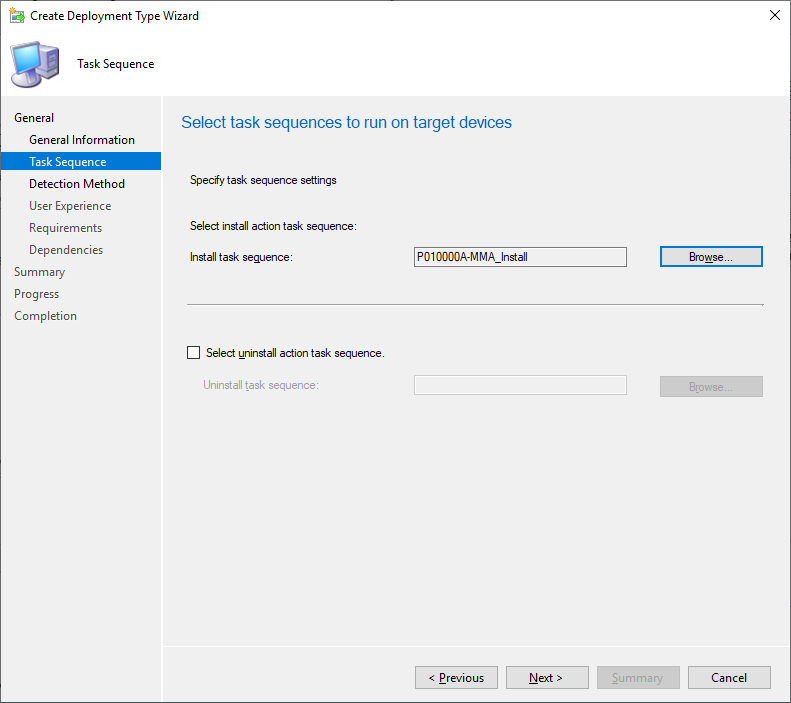 Create Deployment Type Wizard
Task Sequence
General
General Information
Task Sequence
Detection Method
User Experience
Requirements
Dependencies
Summary
Progress
Completion
Select task sequences to run on target devices
Specify task sequence settings
Select install action task sequence:
Install task sequence:
P010000A-MMA_Install
Browse...
Select uninstall action task sequence.
Uninstall task sequence:
Browse...
< Previous
Next >
Summary
Cancel